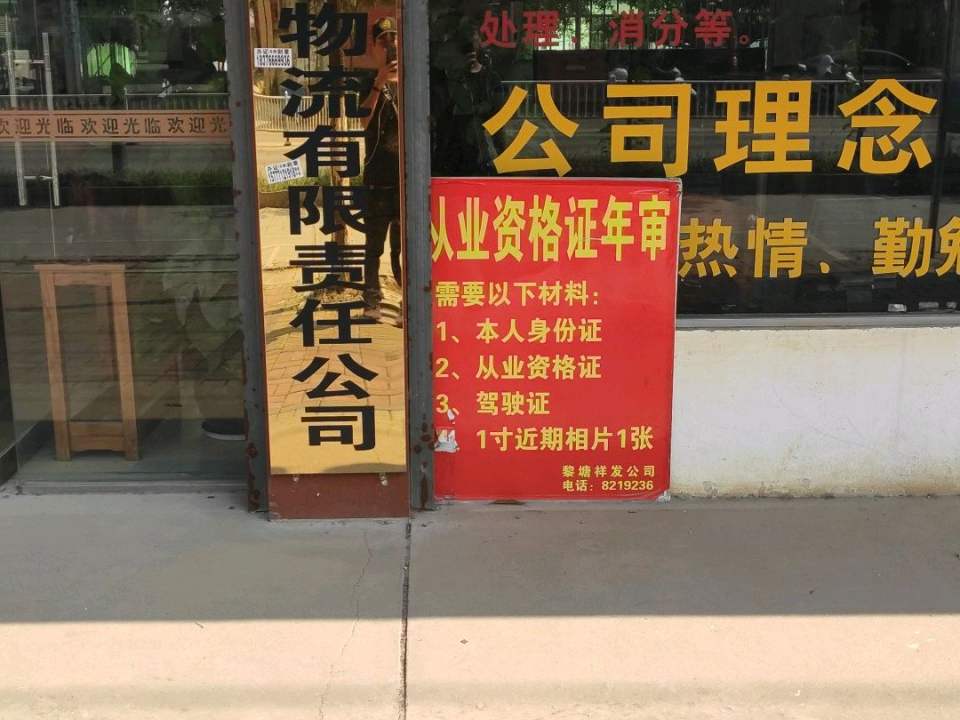 处理、消分等。
公司理念
热情、勤勉
物流有限责任公司
办证
18376669936
欢迎光临欢迎光临欢迎光
从业资格证年审
需要以下材料：
1、本人身份证
2、从业资格证
3、驾驶证
1寸近期相片1张
黎塘祥发公司
电话：8219236